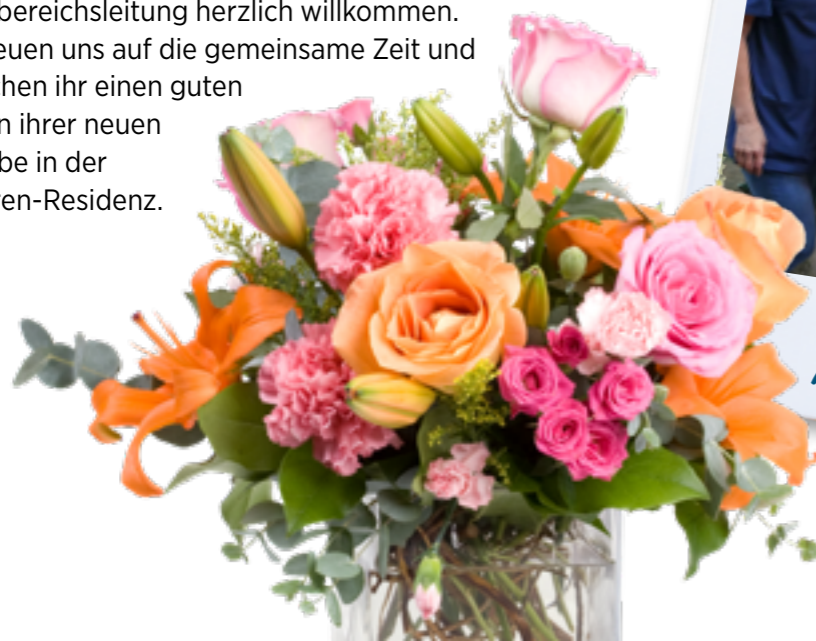 bereichsleitung herzlich willkommen.
euen uns auf die gemeinsame Zeit und
chen ihr einen guten
n ihrer neuen
be in der
en-Residenz.